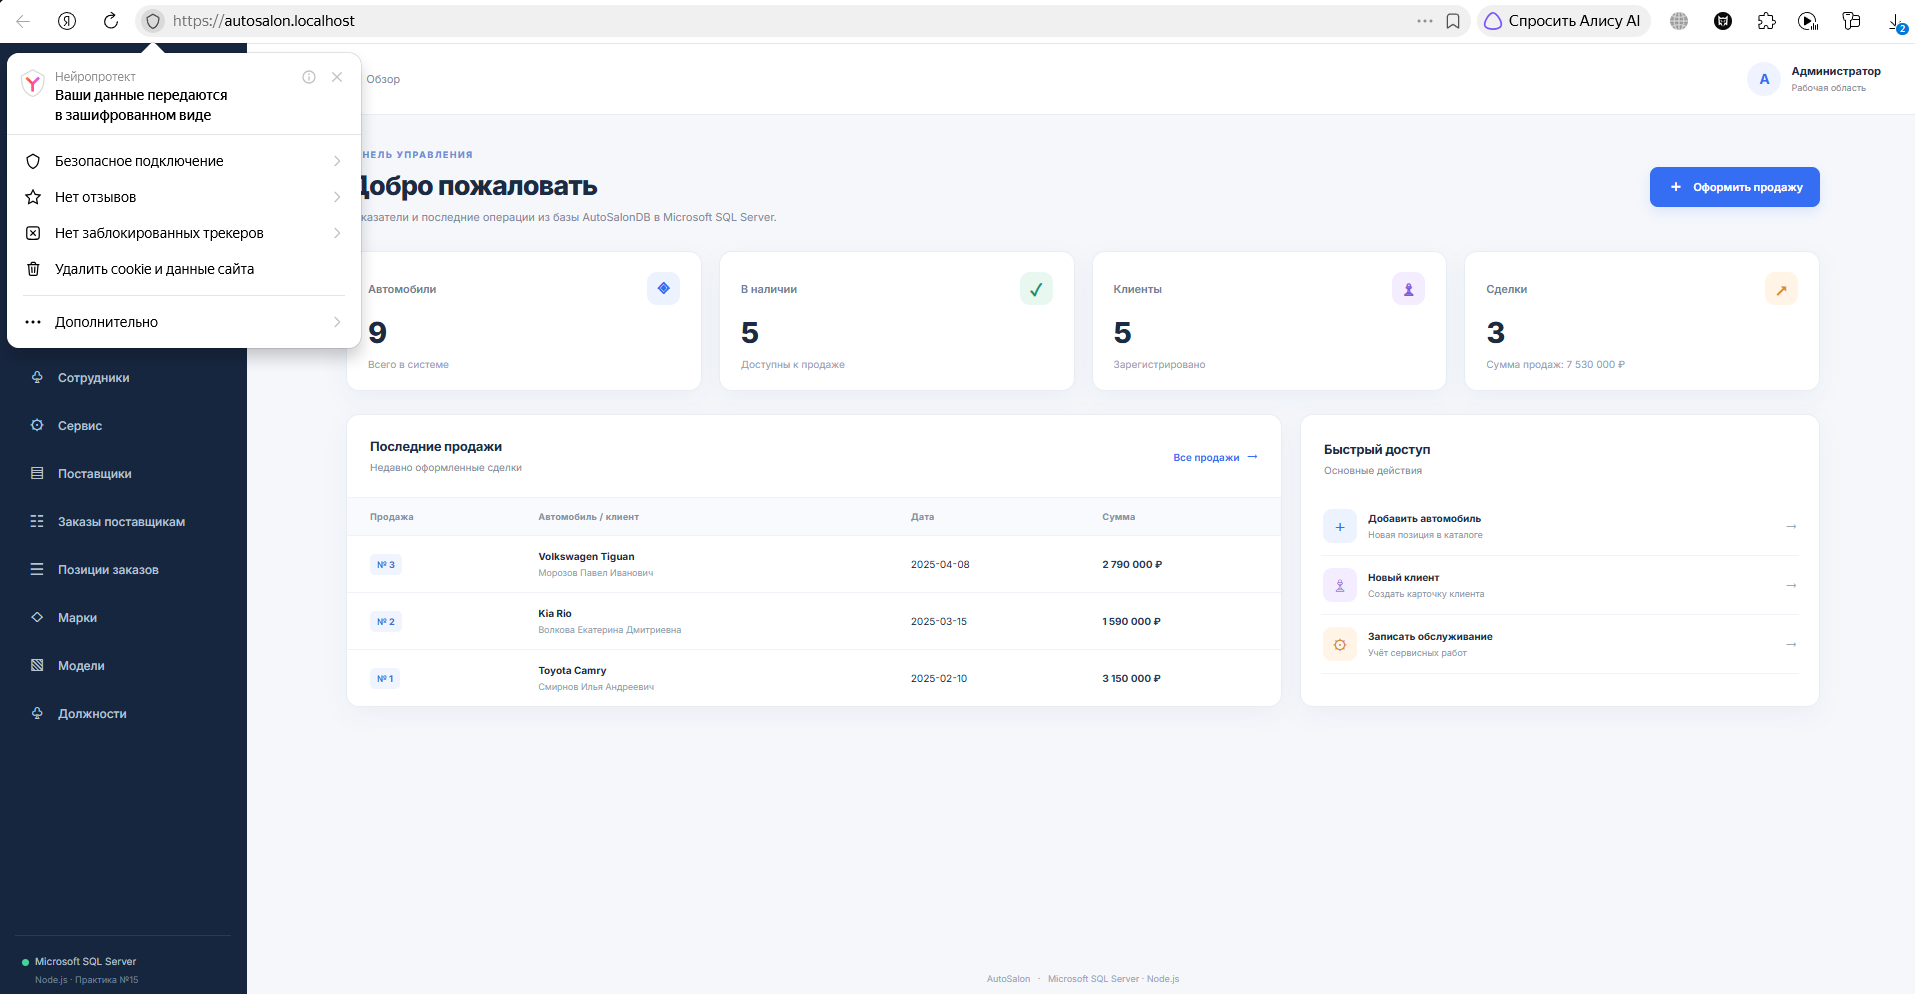 Я
https://autosalon.localhost
Спросить Алису AI
2
Нейропротект
Ваши данные передаются
в зашифрованном виде
Безопасное подключение
Нет отзывов
Нет заблокированных трекеров
Удалить cookie и данные сайта
Дополнительно
Сотрудники
Сервис
Поставщики
Заказы поставщикам
Позиции заказов
Марки
Модели
Должности
Microsoft SQL Server
Node.js · Практика №15
Обзор
А
Администратор
Рабочая область
НЕЛЬ УПРАВЛЕНИЯ
Добро пожаловать
казатели и последние операции из базы AutoSalonDB в Microsoft SQL Server.
+ Оформить продажу
Автомобили
9
Всего в системе
В наличии
5
Доступны к продаже
Клиенты
5
Зарегистрировано
Сделки
3
Сумма продаж: 7 530 000 ₽
Последние продажи
Недавно оформленные сделки
Все продажи →
Продажа Автомобиль / клиент Дата Сумма
№ 3 Volkswagen Tiguan 2025-04-08 2 790 000 ₽
Морозов Павел Иванович
№ 2 Kia Rio 2025-03-15 1 590 000 ₽
Волкова Екатерина Дмитриевна
№ 1 Toyota Camry 2025-02-10 3 150 000 ₽
Смирнов Илья Андреевич
Быстрый доступ
Основные действия
Добавить автомобиль
Новая позиция в каталоге
Новый клиент
Создать карточку клиента
Записать обслуживание
Учёт сервисных работ
AutoSalon · Microsoft SQL Server · Node.js